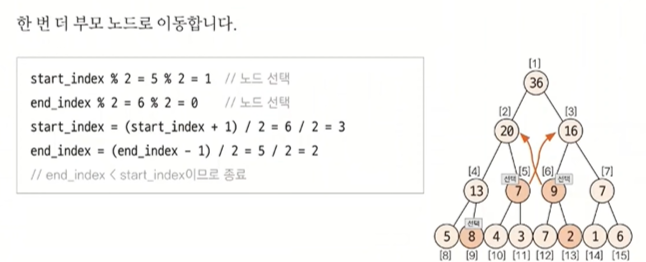 한 번 더 부모 노드로 이동합니다.
start_index % 2 = 5 % 2 = 1 // 노드 선택
end_index % 2 = 6 % 2 = 0 // 노드 선택
start_index = (start_index + 1) / 2 = 6 / 2 = 3
end_index = (end_index - 1) / 2 = 5 / 2 = 2
// end_index < start_index이므로 종료
[1]
36
[2] [3]
20 16
[4] [5] [6] [7]
선택 선택
13 7 9 7
선택
5 8 4 3 7 2 1 6
[8] [9] [10] [11] [12] [13] [14] [15]